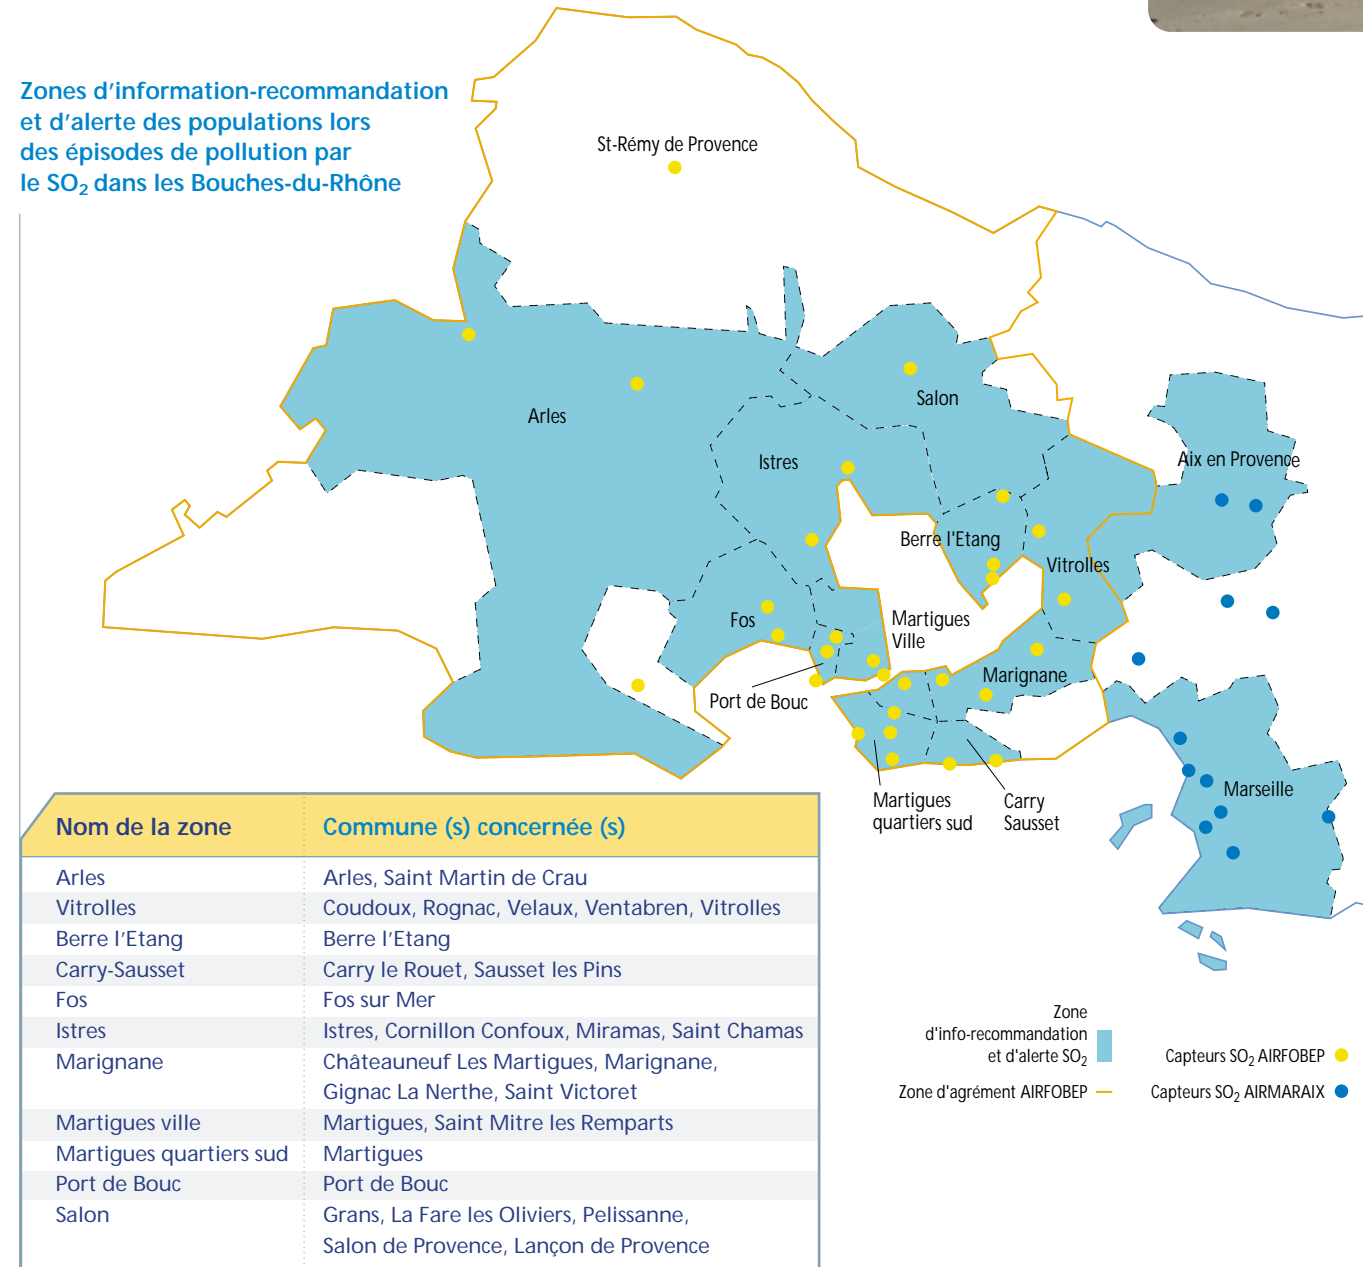 Zones d'information-recommandation
et d'alerte des populations lors
des épisodes de pollution par
le SO₂ dans les Bouches-du-Rhône
St-Rémy de Provence
Arles
Salon
Istres
Aix en Provence
Berre l'Etang
Vitrolles
Fos
Martigues
Ville
Marignane
Port de Bouc
Martigues
quartiers sud
Carry
Sausset
Marseille
Nom de la zone Commune (s) concernée (s)
Arles Arles, Saint Martin de Crau
Vitrolles Coudoux, Rognac, Velaux, Ventabren, Vitrolles
Berre l'Etang Berre l'Etang
Carry-Sausset Carry le Rouet, Sausset les Pins
Fos Fos sur Mer
Istres Istres, Cornillon Confoux, Miramas, Saint Chamas
Marignane Châteauneuf Les Martigues, Marignane,
Gignac La Nerthe, Saint Victoret
Martigues ville Martigues, Saint Mitre les Remparts
Martigues quartiers sud Martigues
Port de Bouc Port de Bouc
Salon Grans, La Fare les Oliviers, Pelissanne,
Salon de Provence, Lançon de Provence
Zone
d'info-recommandation
et d'alerte SO₂
Zone d'agrément AIRFOBEP
Capteurs SO₂ AIRFOBEP
Capteurs SO₂ AIRMARAIX